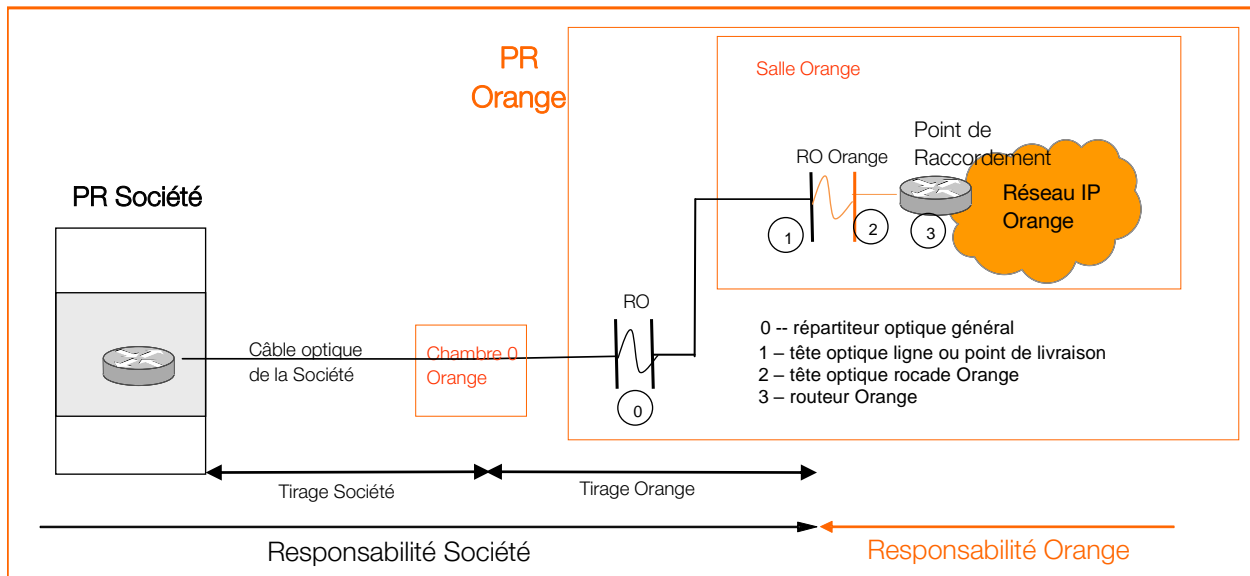 PR
Orange
Salle Orange
Point de
Raccordement
RO Orange
Réseau IP
Orange
1
2
3
PR Société
RO
0 -- répartiteur optique général
1 – tête optique ligne ou point de livraison
2 – tête optique rocade Orange
3 – routeur Orange
Câble optique
de la Société
Chambre 0
Orange
0
Tirage Société
Tirage Orange
Responsabilité Société
Responsabilité Orange